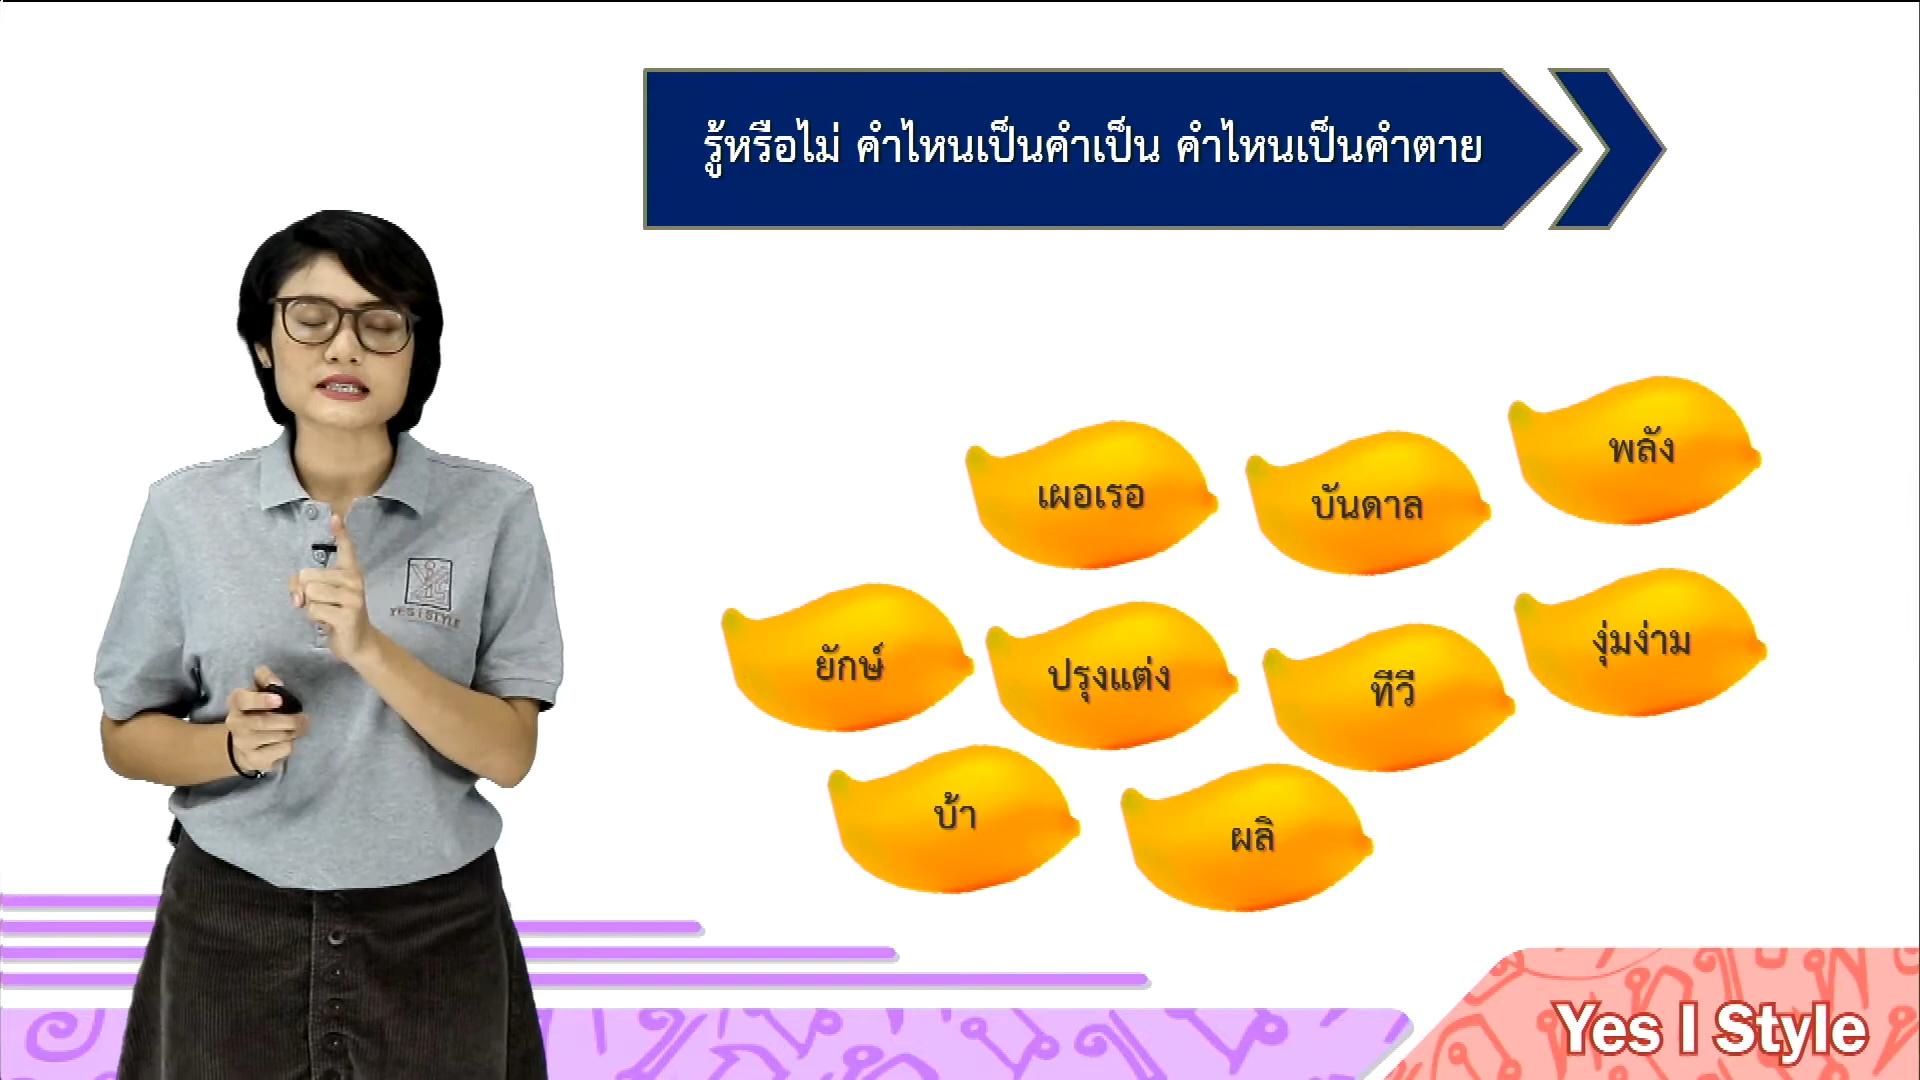 รู้หรือไม่ คำไหนเป็นคำเป็น คำไหนเป็นคำตาย
พลัง
เผอเรอ
บันดาล
งุ่มง่าม
ยักษ์
ปรุงแต่ง
ทีวี
บ้า
ผลิ
YES I STYLE
Yes I Style